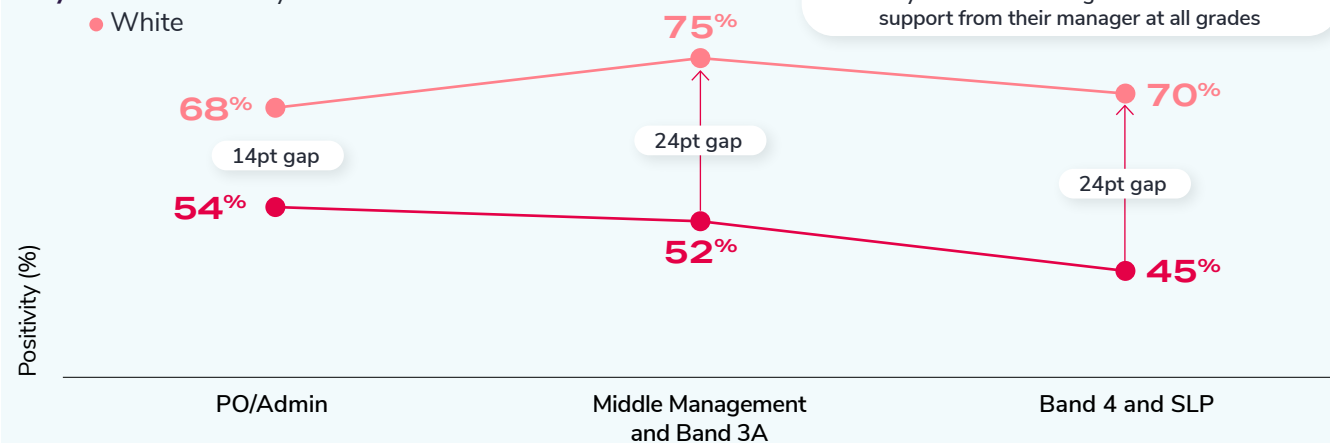 White
support from their manager at all grades
75%
68%
70%
24pt gap
14pt gap
24pt gap
54%
52%
45%
Positivity (%)
PO/Admin
Middle Management
and Band 3A
Band 4 and SLP